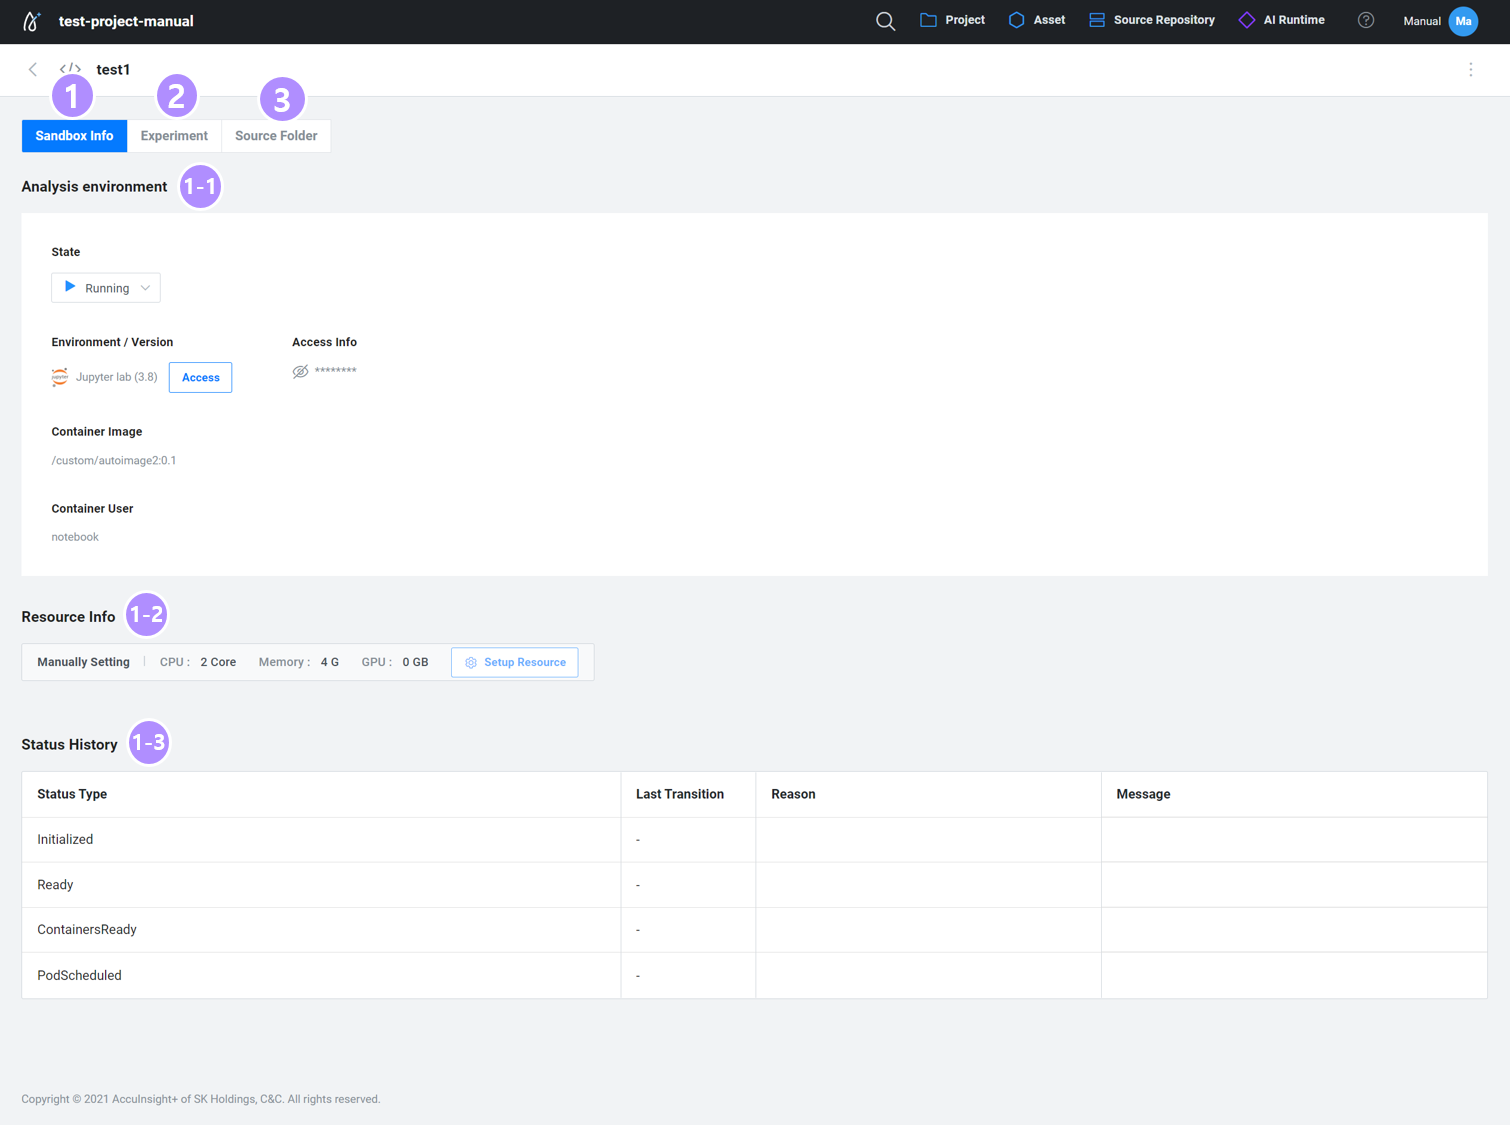 test-project-manual
Project
Asset
Source Repository
AI Runtime
?
Manual
Ma
</> test1
1
2
3
Sandbox Info
Experiment
Source Folder
Analysis environment 1-1
State
Running
Environment / Version
Access Info
jupyter
Jupyter lab (3.8)
Access
********
Container Image
/custom/autoimage2:0.1
Container User
notebook
Resource Info 1-2
Manually Setting | CPU : 2 Core Memory : 4 G GPU : 0 GB Setup Resource
Status History 1-3
Status Type Last Transition Reason Message
Initialized -
Ready -
ContainersReady -
PodScheduled -
Copyright © 2021 AccuInsight+ of SK Holdings, C&C. All rights reserved.